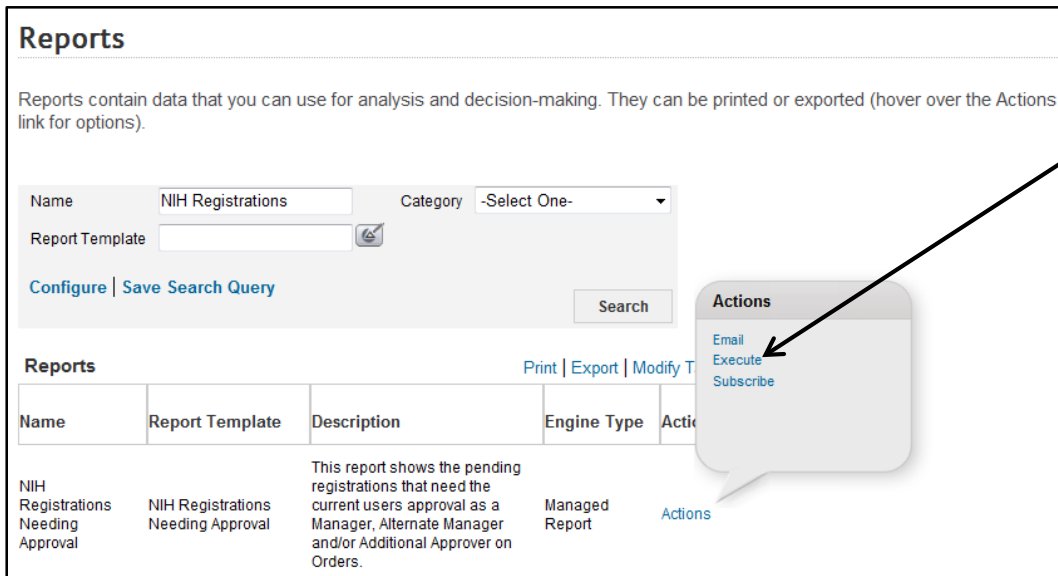 Reports
Reports contain data that you can use for analysis and decision-making. They can be printed or exported (hover over the Actions
link for options).
Name NIH Registrations Category -Select One-
Report Template
Configure | Save Search Query
Search
Actions
Email
Execute
Subscribe
Reports Print | Export | Modify
Name Report Template Description Engine Type
NIH
Registrations
Needing
Approval
NIH Registrations
Needing Approval
This report shows the pending
registrations that need the
current users approval as a
Manager, Alternate Manager
and/or Additional Approver on
Orders.
Managed
Report
Actions